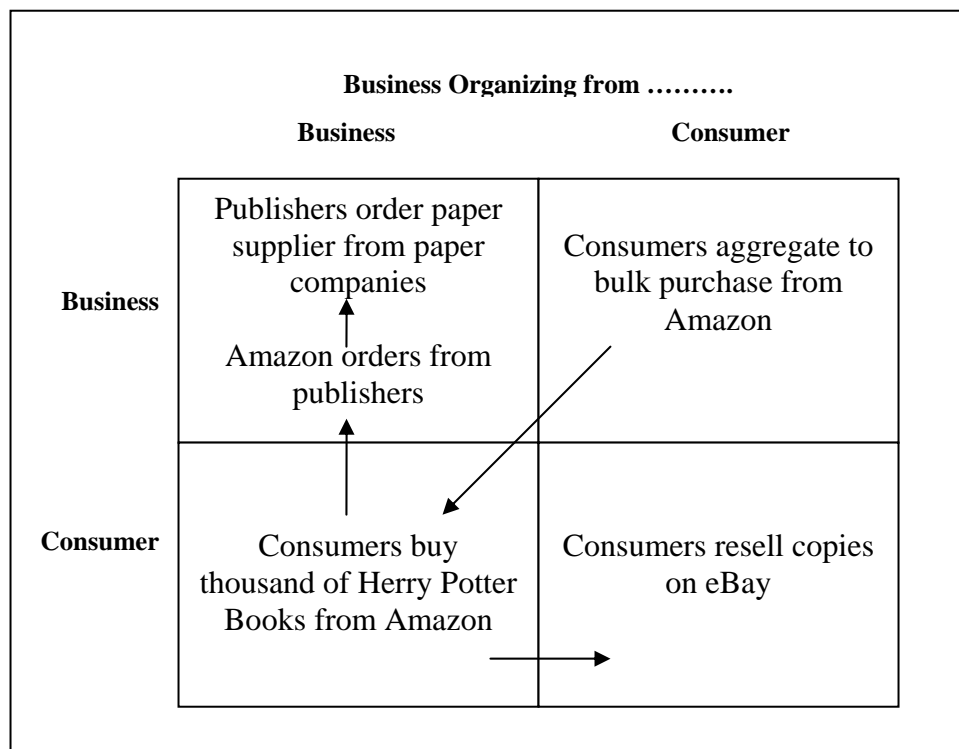 Business Organizing from ……….
Business
Consumer
Publishers order paper
supplier from paper
companies
Amazon orders from
publishers
Consumers aggregate to
bulk purchase from
Amazon
Business
Consumer
Consumers buy
thousand of Herry Potter
Books from Amazon
Consumers resell copies
on eBay